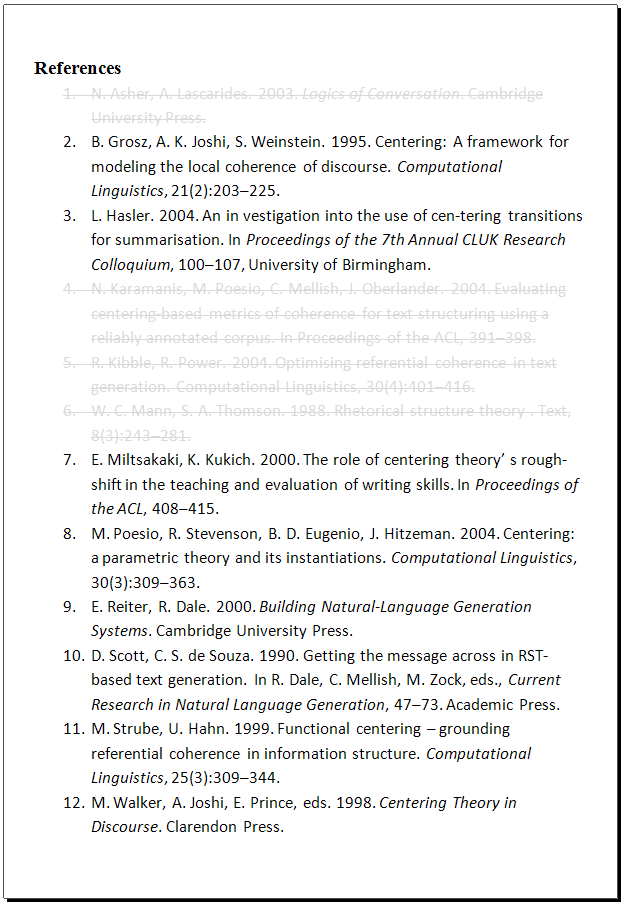 References
1. N. Asher, A. Lascarides. 2003. Logics of Conversation. Cambridge
University Press.
2. B. Grosz, A. K. Joshi, S. Weinstein. 1995. Centering: A framework for
modeling the local coherence of discourse. Computational
Linguistics, 21(2):203–225.
3. L. Hasler. 2004. An in vestigation into the use of cen-tering transitions
for summarisation. In Proceedings of the 7th Annual CLUK Research
Colloquium, 100–107, University of Birmingham.
4. N. Karamanis, M. Poesio, C. Mellish, J. Oberlander. 2004. Evaluating
centering-based metrics of coherence for text structuring using a
reliably annotated corpus. In Proceedings of the ACL, 391–398.
5. R. Kibble, R. Power. 2004. Optimising referential coherence in text
generation. Computational Linguistics, 30(4):401–416.
6. W. C. Mann, S. A. Thomson. 1988. Rhetorical structure theory . Text,
8(3):243–281.
7. E. Miltsakaki, K. Kukich. 2000. The role of centering theory’ s rough-
shift in the teaching and evaluation of writing skills. In Proceedings of
the ACL, 408–415.
8. M. Poesio, R. Stevenson, B. D. Eugenio, J. Hitzeman. 2004. Centering:
a parametric theory and its instantiations. Computational Linguistics,
30(3):309–363.
9. E. Reiter, R. Dale. 2000. Building Natural-Language Generation
Systems. Cambridge University Press.
10. D. Scott, C. S. de Souza. 1990. Getting the message across in RST-
based text generation. In R. Dale, C. Mellish, M. Zock, eds., Current
Research in Natural Language Generation, 47–73. Academic Press.
11. M. Strube, U. Hahn. 1999. Functional centering – grounding
referential coherence in information structure. Computational
Linguistics, 25(3):309–344.
12. M. Walker, A. Joshi, E. Prince, eds. 1998. Centering Theory in
Discourse. Clarendon Press.